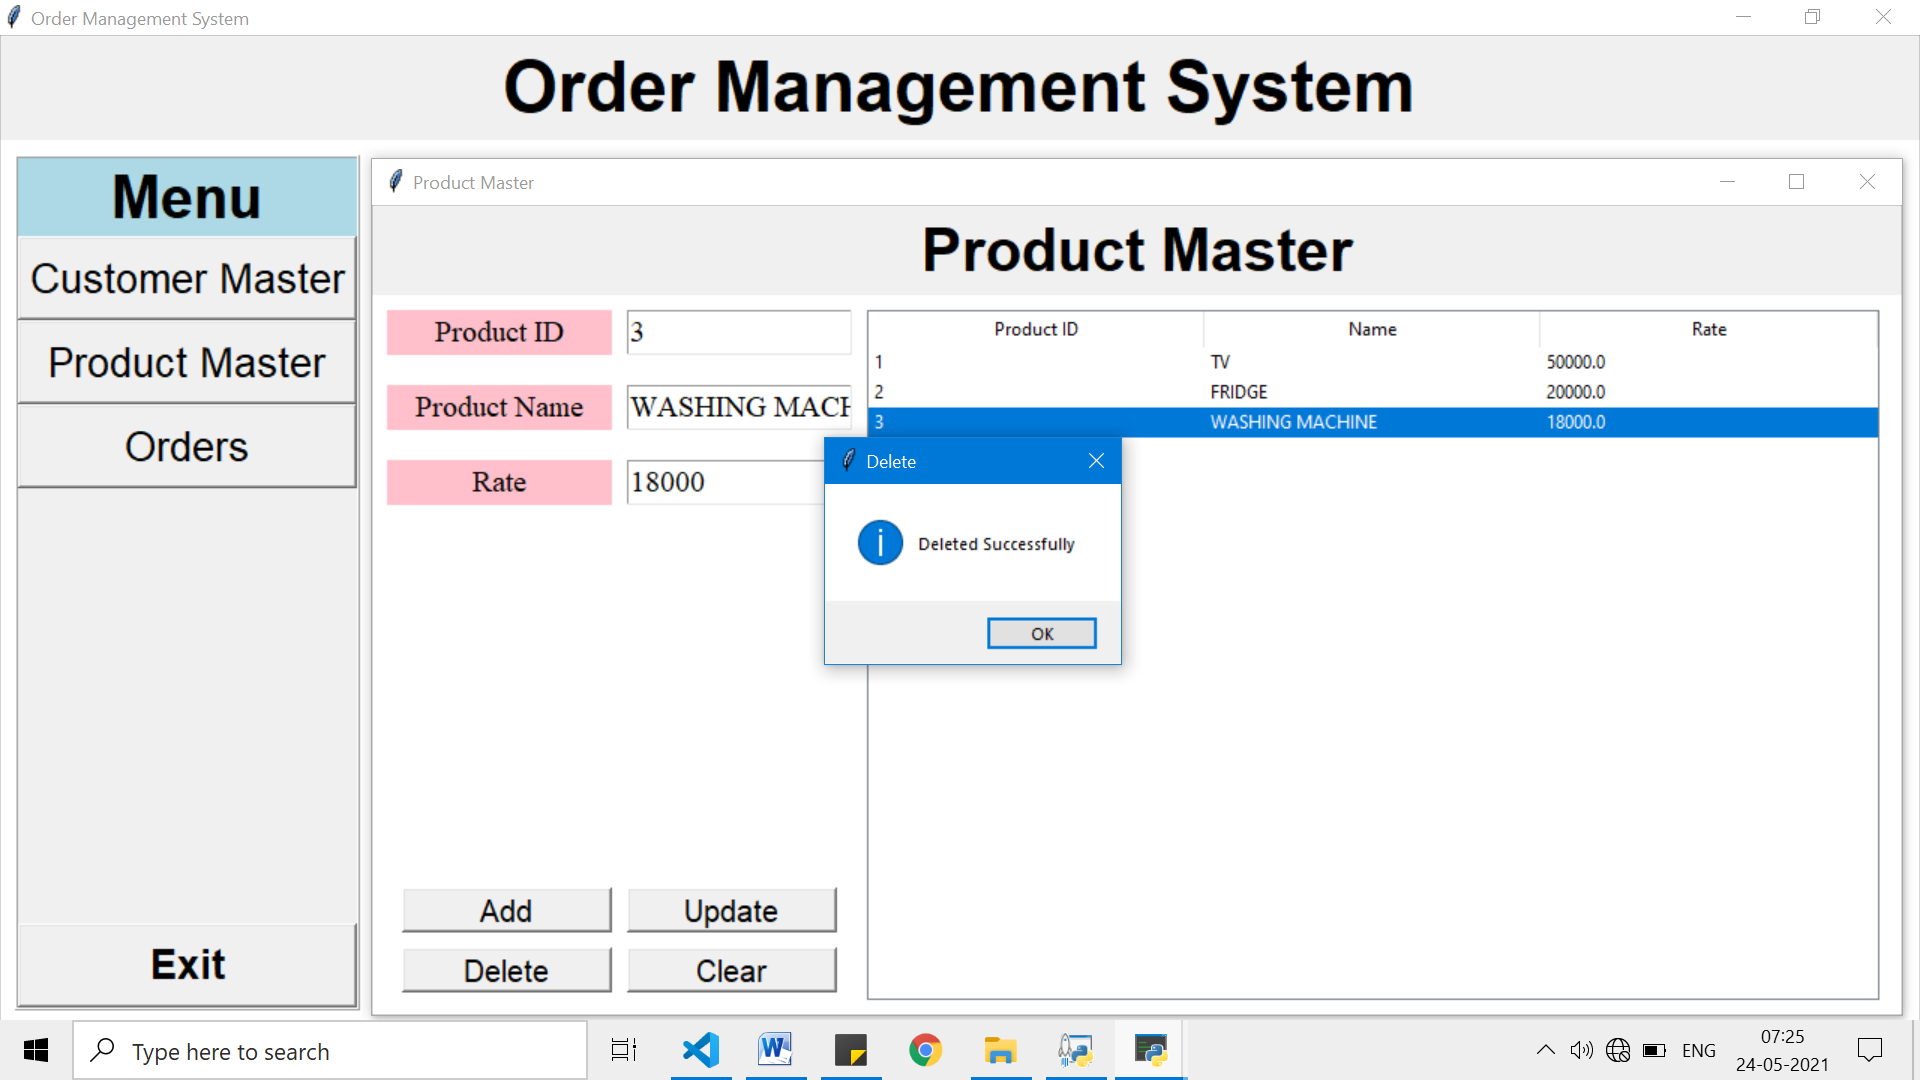 Order Management System
Order Management System
Menu
Customer Master
Product Master
Orders
Exit
Product Master
Product Master
Product ID 3
Product Name WASHING MACH
Rate 18000
Add Update
Delete Clear
Product ID Name Rate
1 TV 50000.0
2 FRIDGE 20000.0
3 WASHING MACHINE 18000.0
Delete
Deleted Successfully
OK
Type here to search
ENG
07:25
24-05-2021